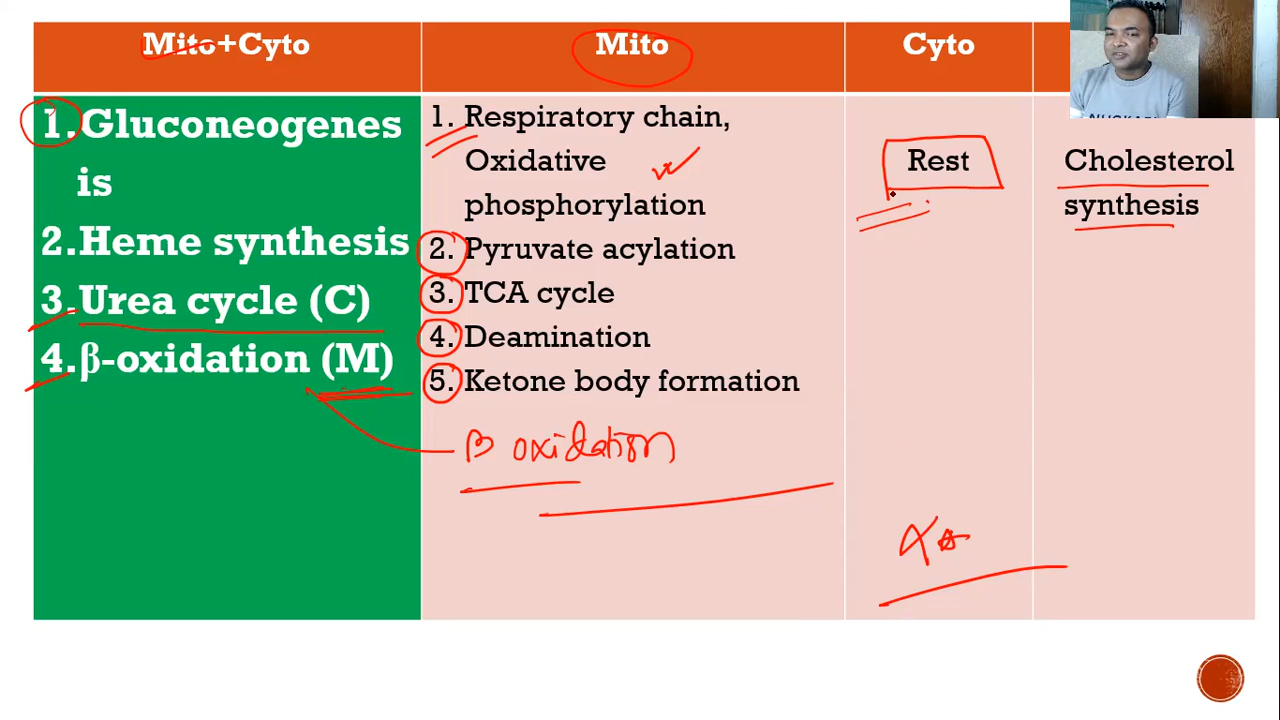 Mito+Cyto
Mito
Cyto
1.Gluconeogenes
is
2.Heme synthesis
3.Urea cycle (C)
4.β-oxidation (M)
1. Respiratory chain,
Oxidative
phosphorylation
2. Pyruvate acylation
3. TCA cycle
4. Deamination
5. Ketone body formation
β oxidation
Rest
Cholesterol
synthesis